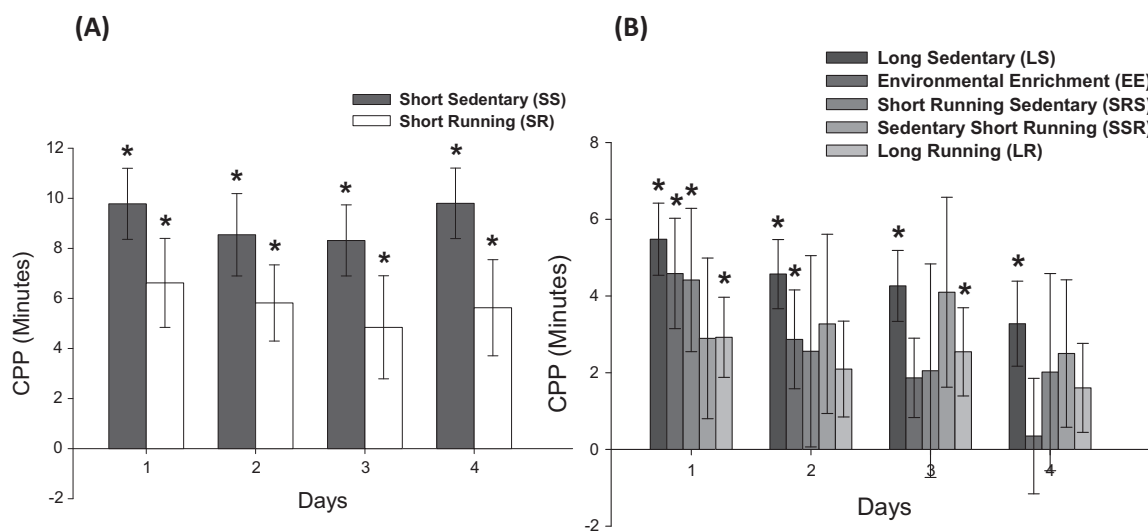 (A)
Short Sedentary (SS)
Short Running (SR)
12
10
8
6
4
2
0
-2
CPP (Minutes)
* * * * * * * *
1 2 3 4
Days
(B)
Long Sedentary (LS)
Environmental Enrichment (EE)
Short Running Sedentary (SRS)
Sedentary Short Running (SSR)
Long Running (LR)
8
6
4
2
0
-2
CPP (Minutes)
* * * * * * * * *
1 2 3 4
Days